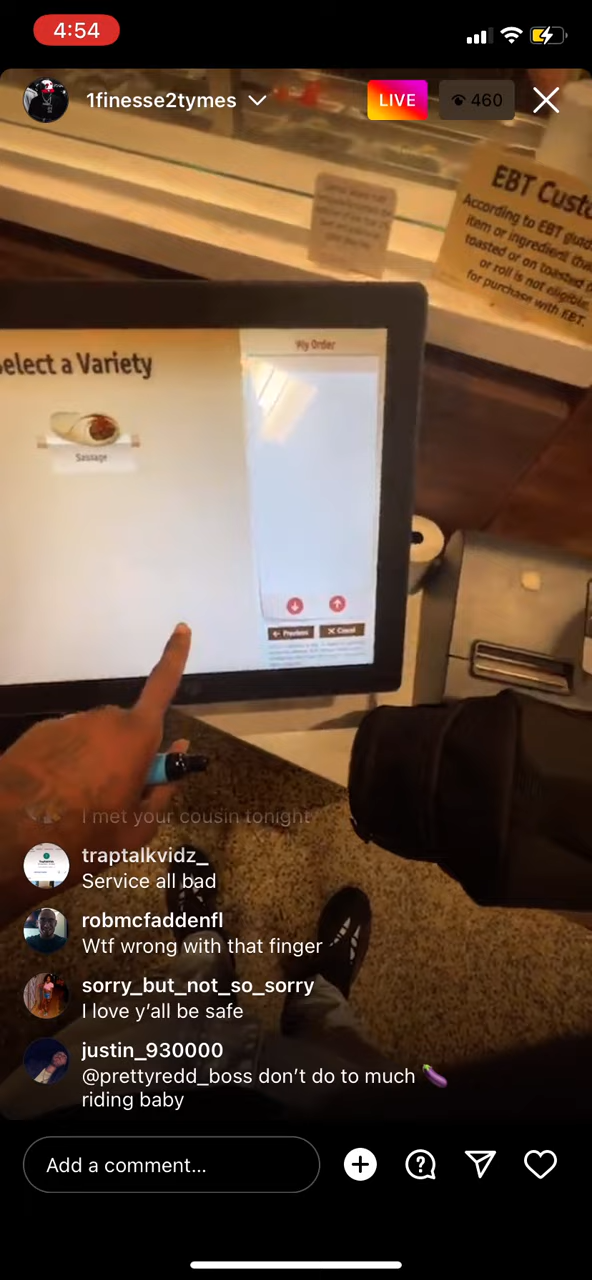 4:54
1finesse2tymes
LIVE
460
EBT Custo
According to EBT guid
item or ingredient tha
toasted or on toasted
or roll is not eligible
for purchase with EBT.
elect a Variety
My Order
Sausage
Previous
Cancel
I met your cousin tonight
traptalkvidz_
Service all bad
robmcfaddenfl
Wtf wrong with that finger
sorry_but_not_so_sorry
I love y'all be safe
justin_930000
@prettyredd_boss don't do to much 🍆
riding baby
Add a comment...